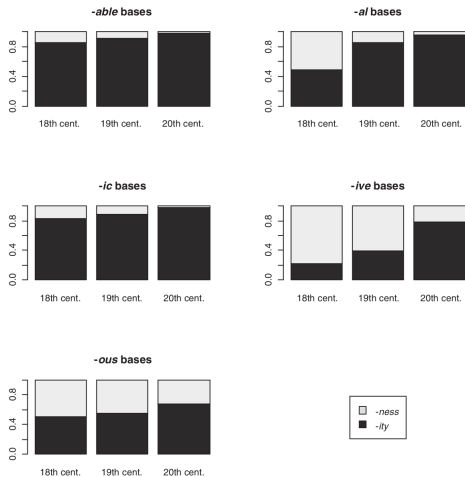 -able bases
-al bases
0.0 0.4 0.8
0.0 0.4 0.8
18th cent. 19th cent. 20th cent.
18th cent. 19th cent. 20th cent.
-ic bases
-ive bases
0.0 0.4 0.8
0.0 0.4 0.8
18th cent. 19th cent. 20th cent.
18th cent. 19th cent. 20th cent.
-ous bases
0.0 0.4 0.8
-ness
-ity
18th cent. 19th cent. 20th cent.